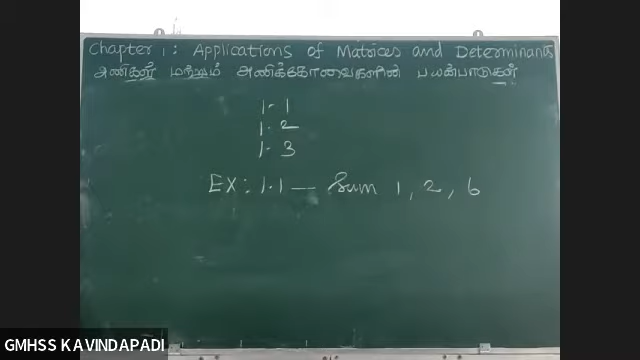 Chapter 1: Applications of Matrices and Determinants
அணிகள் மற்றும் அணிக்கோவைகளின் பயன்பாடுகள்
1.1
1.2
1.3
EX: 1.1 — Sum 1, 2, 6
GMHSS KAVINDAPADI